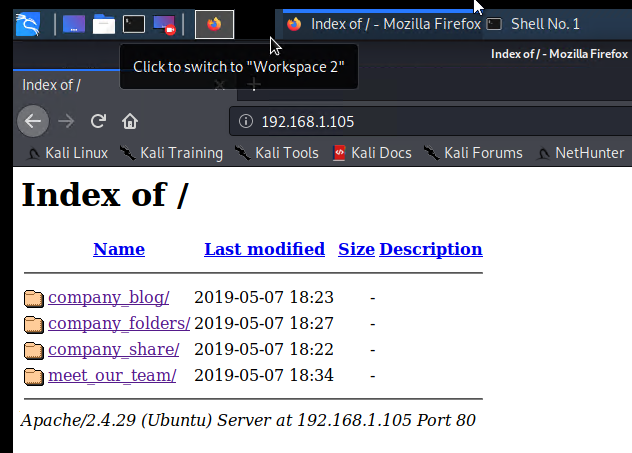 Index of / - Mozilla Firefox Shell No. 1
Index of / - Mozilla Firefox
Click to switch to "Workspace 2"
Index of /
192.168.1.105
Kali Linux Kali Training Kali Tools Kali Docs Kali Forums NetHunter
Index of /
Name Last modified Size Description
company_blog/ 2019-05-07 18:23 -
company_folders/ 2019-05-07 18:27 -
company_share/ 2019-05-07 18:22 -
meet_our_team/ 2019-05-07 18:34 -
Apache/2.4.29 (Ubuntu) Server at 192.168.1.105 Port 80